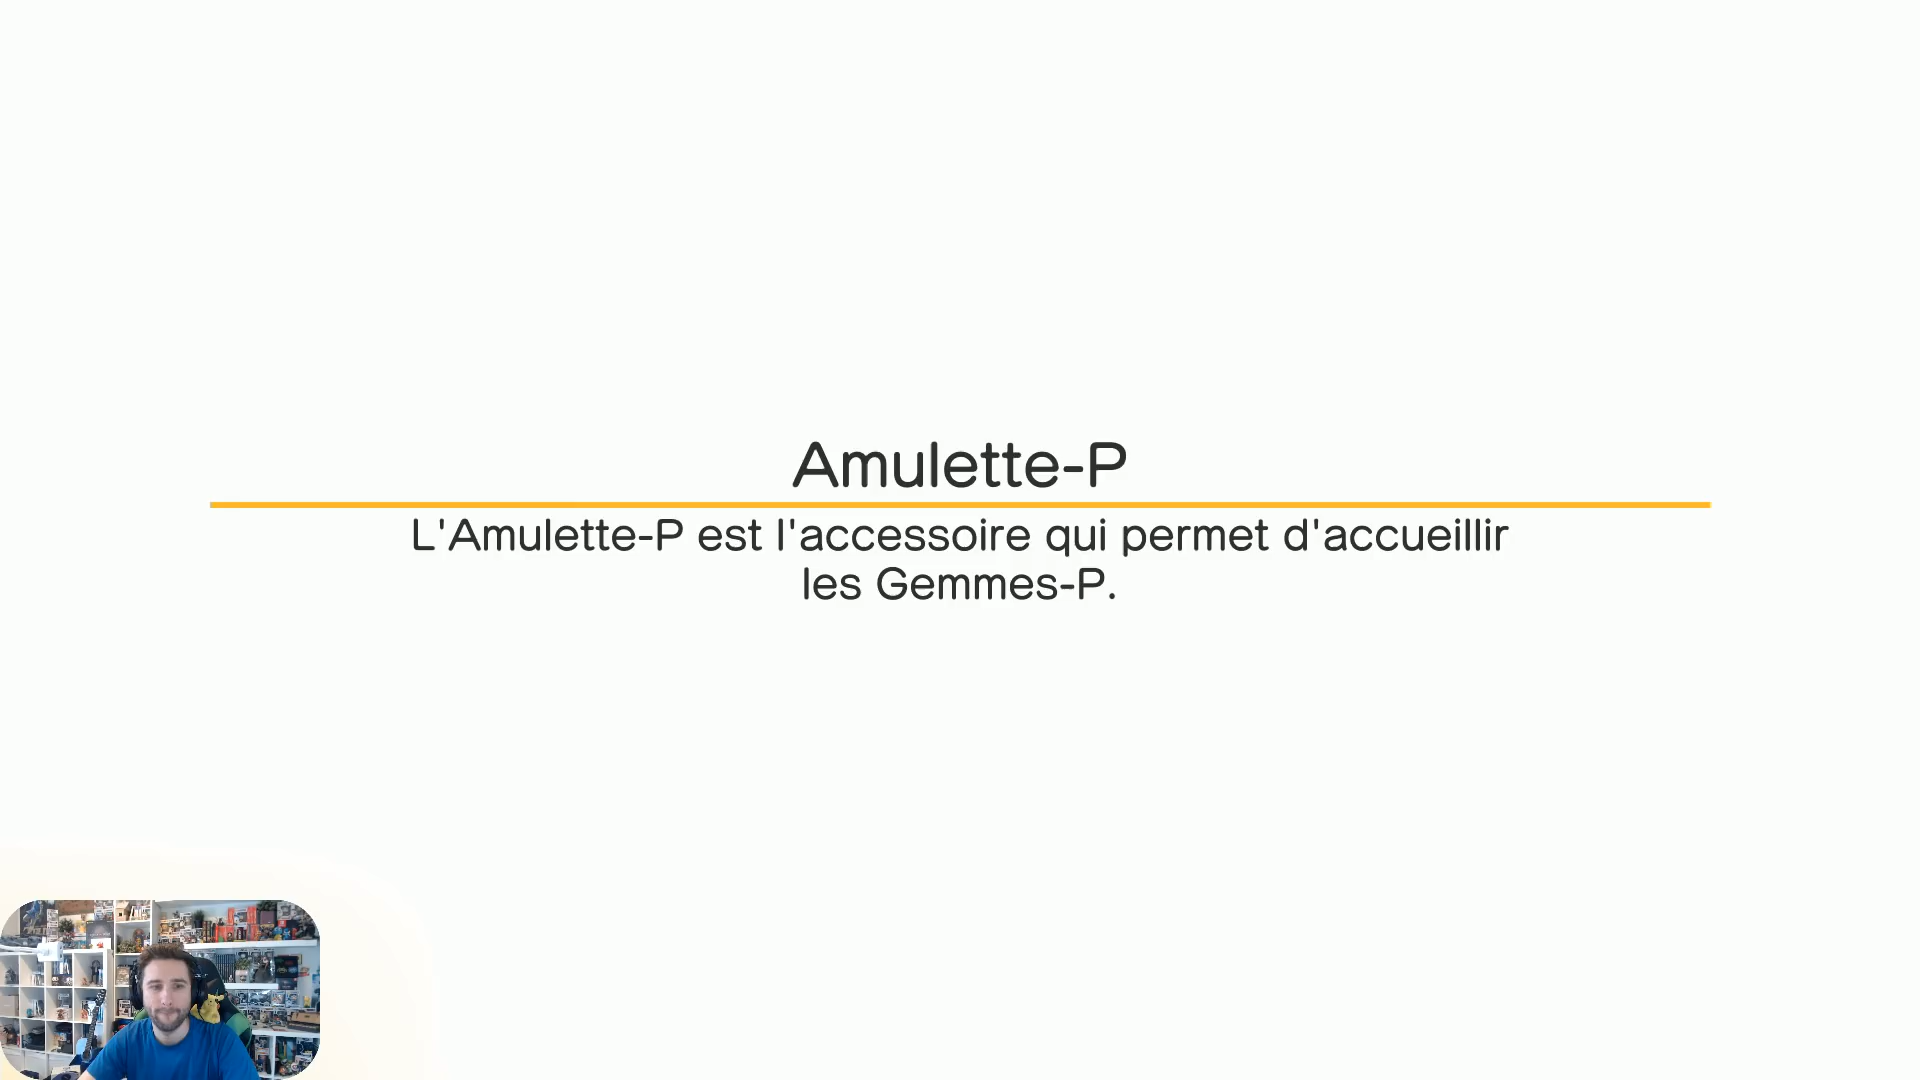 Amulette-P
L'Amulette-P est l'accessoire qui permet d'accueillir
les Gemmes-P.